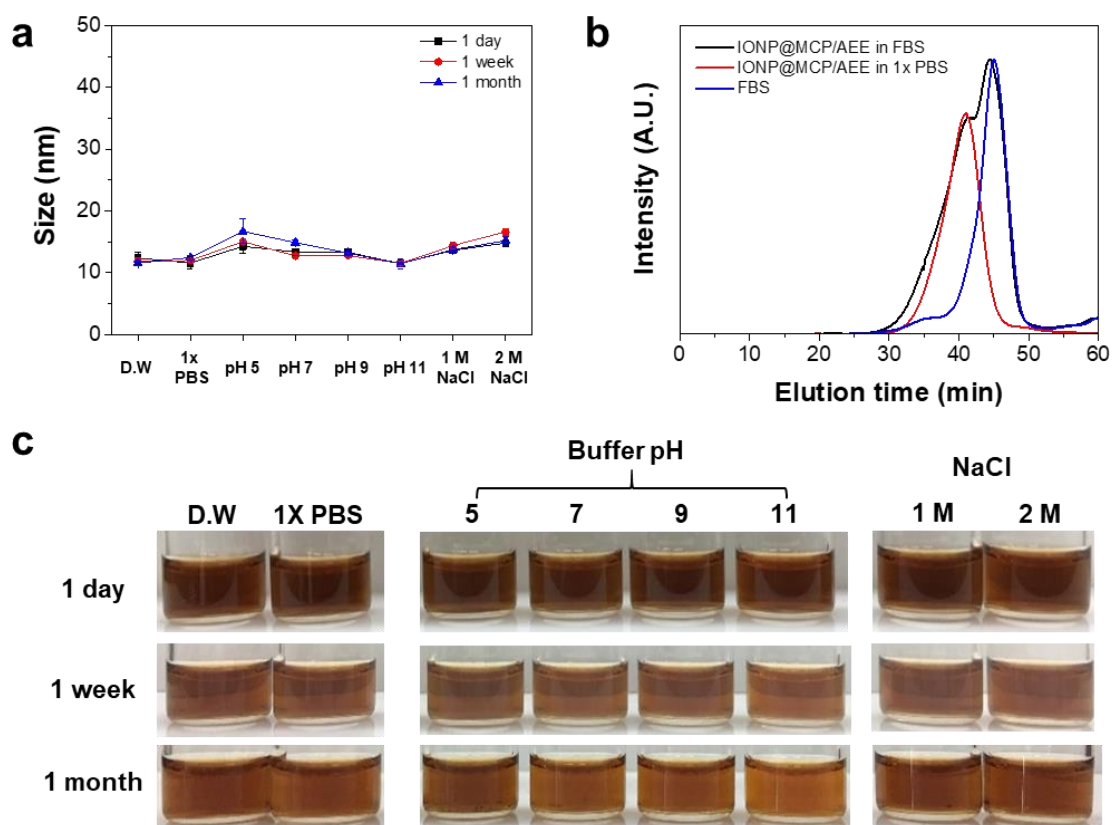 a
50
40
30
20
10
0
Size (nm)
1 day
1 week
1 month
D.W
1x
PBS
pH 5
pH 7
pH 9
pH 11
1 M
NaCl
2 M
NaCl
b
IONP@MCP/AEE in FBS
IONP@MCP/AEE in 1x PBS
FBS
Intensity (A.U.)
0 10 20 30 40 50 60
Elution time (min)
c
Buffer pH
NaCl
D.W 1X PBS 5 7 9 11 1 M 2 M
1 day
1 week
1 month